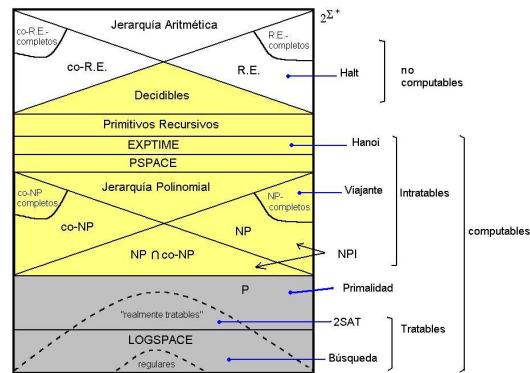 Jerarquía Aritmética
2^Σ*
co-R.E.-
completos
R.E.-
completos
co-R.E.
R.E.
Halt
no
computables
Decidibles
Primitivos Recursivos
EXPTIME
Hanoi
PSPACE
Jerarquía Polinomial
co-NP
completos
NP-
completos
Viajante
Intratables
co-NP
NP
computables
NP ∩ co-NP
NPI
P
Primalidad
"realmente tratables"
2SAT
Tratables
LOGSPACE
Búsqueda
regulares